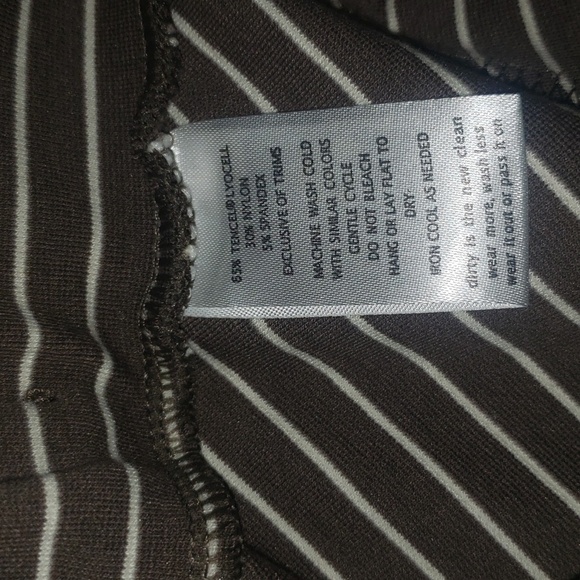 65% TENCEL®LYOCELL
30% NYLON
5% SPANDEX
EXCLUSIVE OF TRIMS
MACHINE WASH COLD
WITH SIMILAR COLORS
GENTLE CYCLE
DO NOT BLEACH
HANG OR LAY FLAT TO
DRY
IRON COOL AS NEEDED
dirty is the new clean
wear more, wash less
wear it out or pass it on